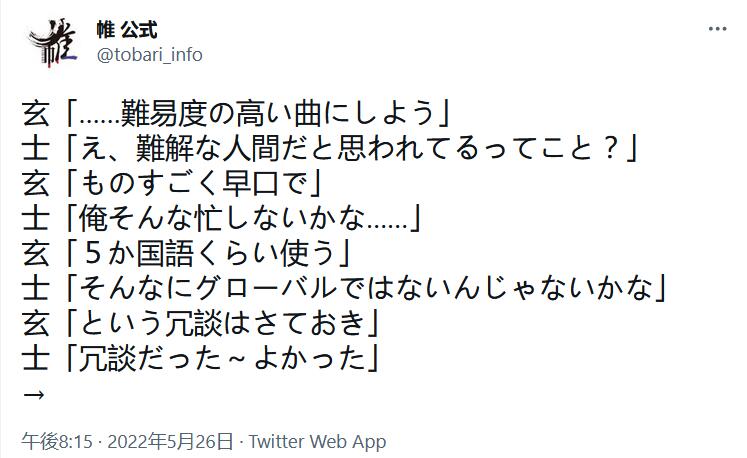 帷 公式
@tobari_info
玄「……難易度の高い曲にしよう」
士「え、難解な人間だと思われてるってこと？」
玄「ものすごく早口で」
士「俺そんな忙しないかな……」
玄「５か国語くらい使う」
士「そんなにグローバルではないんじゃないかな」
玄「という冗談はさておき」
士「冗談だった～よかった」
→
午後8:15 · 2022年5月26日 · Twitter Web App